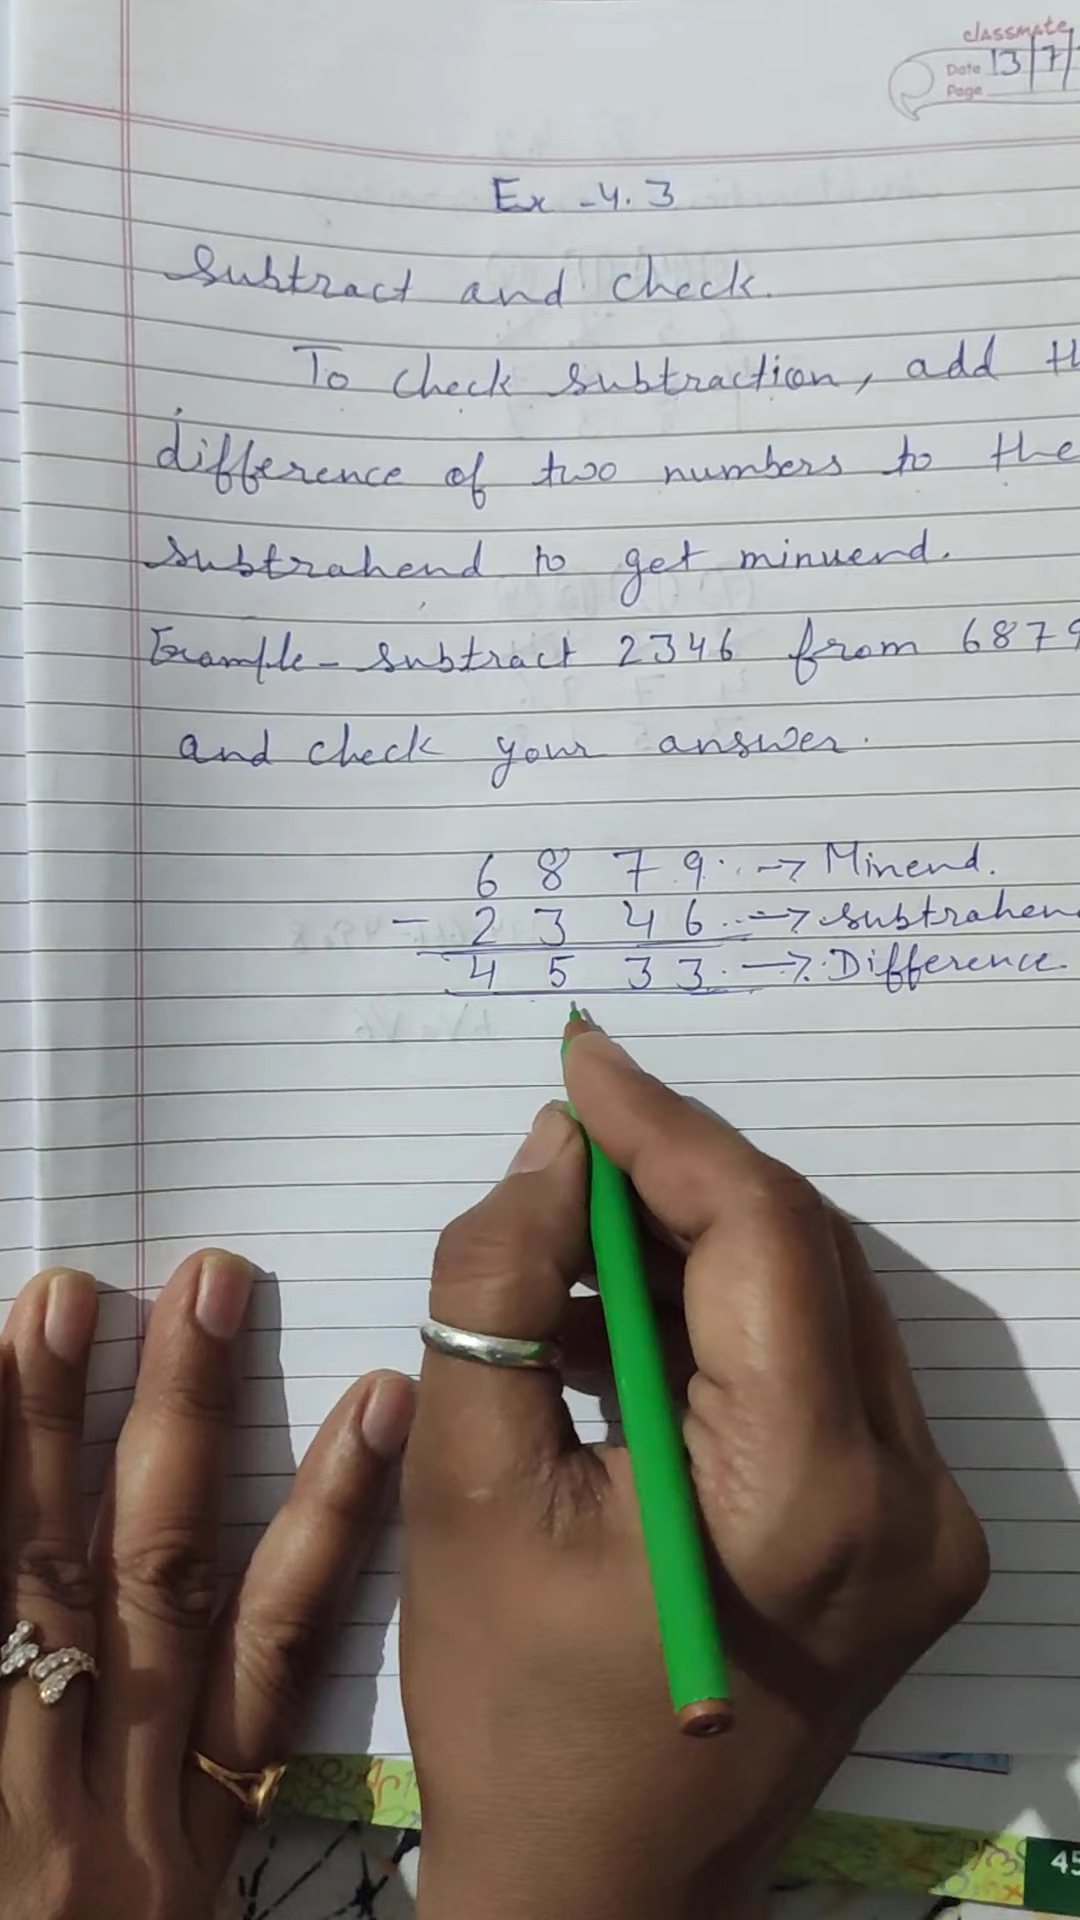 classmate
Date 13/7/
Page
Ex - 4.3
Subtract and check.
To check subtraction, add th
difference of two numbers to the
subtrahend to get minuend.
Example - subtract 2346 from 6879
and check your answer.
6 8 7 9 → Minend.
- 2 3 4 6 → subtrahen
4 5 3 3 → Difference.
45